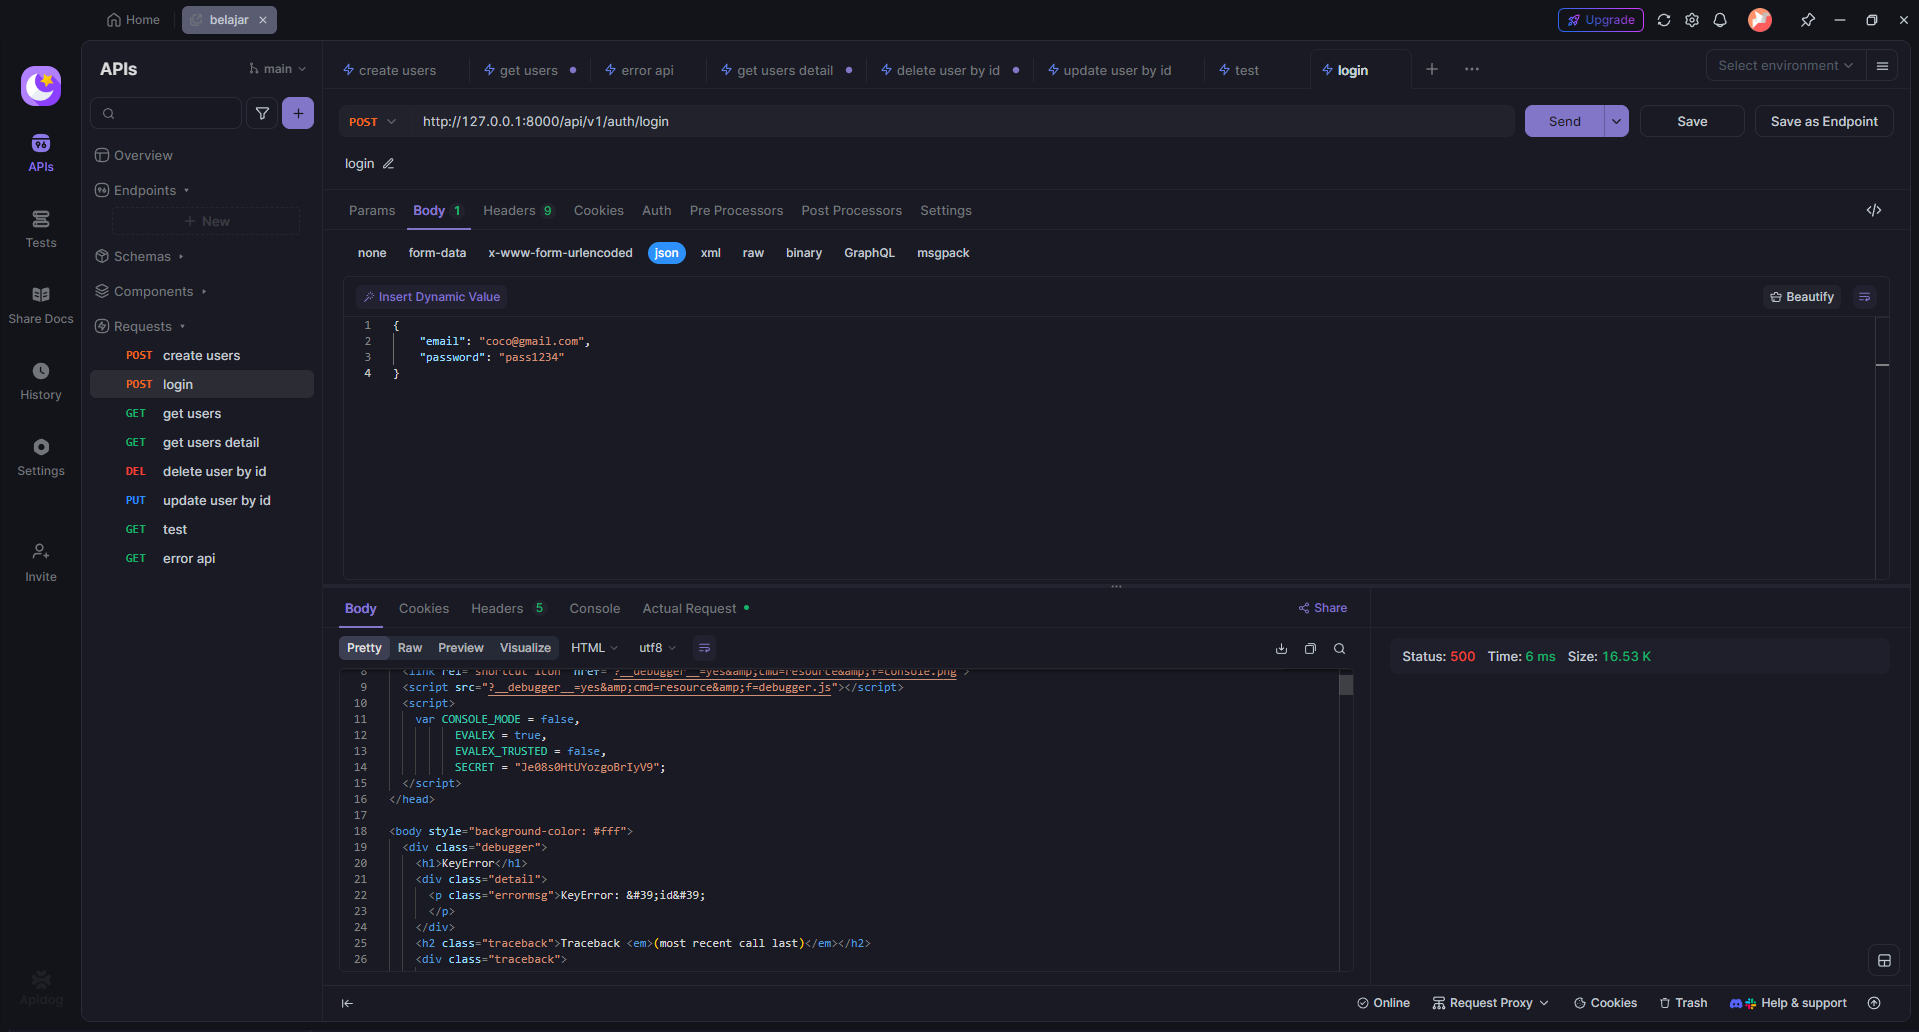 Home
belajar
Upgrade
APIs
main
create users
get users
error api
get users detail
delete user by id
update user by id
test
login
Select environment
POST
http://127.0.0.1:8000/api/v1/auth/login
Send
Save
Save as Endpoint
login
APIs
Tests
Share Docs
History
Settings
Invite
Apidog
Overview
Endpoints
New
Schemas
Components
Requests
POST create users
POST login
GET get users
GET get users detail
DEL delete user by id
PUT update user by id
GET test
GET error api
Params
Body 1
Headers 9
Cookies
Auth
Pre Processors
Post Processors
Settings
none
form-data
x-www-form-urlencoded
json
xml
raw
binary
GraphQL
msgpack
Insert Dynamic Value
Beautify
1 {
2 "email": "coco@gmail.com",
3 "password": "pass1234"
4 }
Body
Cookies
Headers 5
Console
Actual Request
Share
Pretty
Raw
Preview
Visualize
HTML
utf8
Status: 500 Time: 6 ms Size: 16.53 K
8 <link rel="shortcut icon" href="?__debugger__=yes&amp;cmd=resource&amp;f=console.png">
9 <script src="?__debugger__=yes&amp;cmd=resource&amp;f=debugger.js"></script>
10 <script>
11 var CONSOLE_MODE = false,
12 EVALEX = true,
13 EVALEX_TRUSTED = false,
14 SECRET = "Je08s0HtUYozgoBrIyV9";
15 </script>
16 </head>
17
18 <body style="background-color: #fff">
19 <div class="debugger">
20 <h1>KeyError</h1>
21 <div class="detail">
22 <p class="errormsg">KeyError: &#39;id&#39;
23 </p>
24 </div>
25 <h2 class="traceback">Traceback <em>(most recent call last)</em></h2>
26 <div class="traceback">
Online
Request Proxy
Cookies
Trash
Help & support